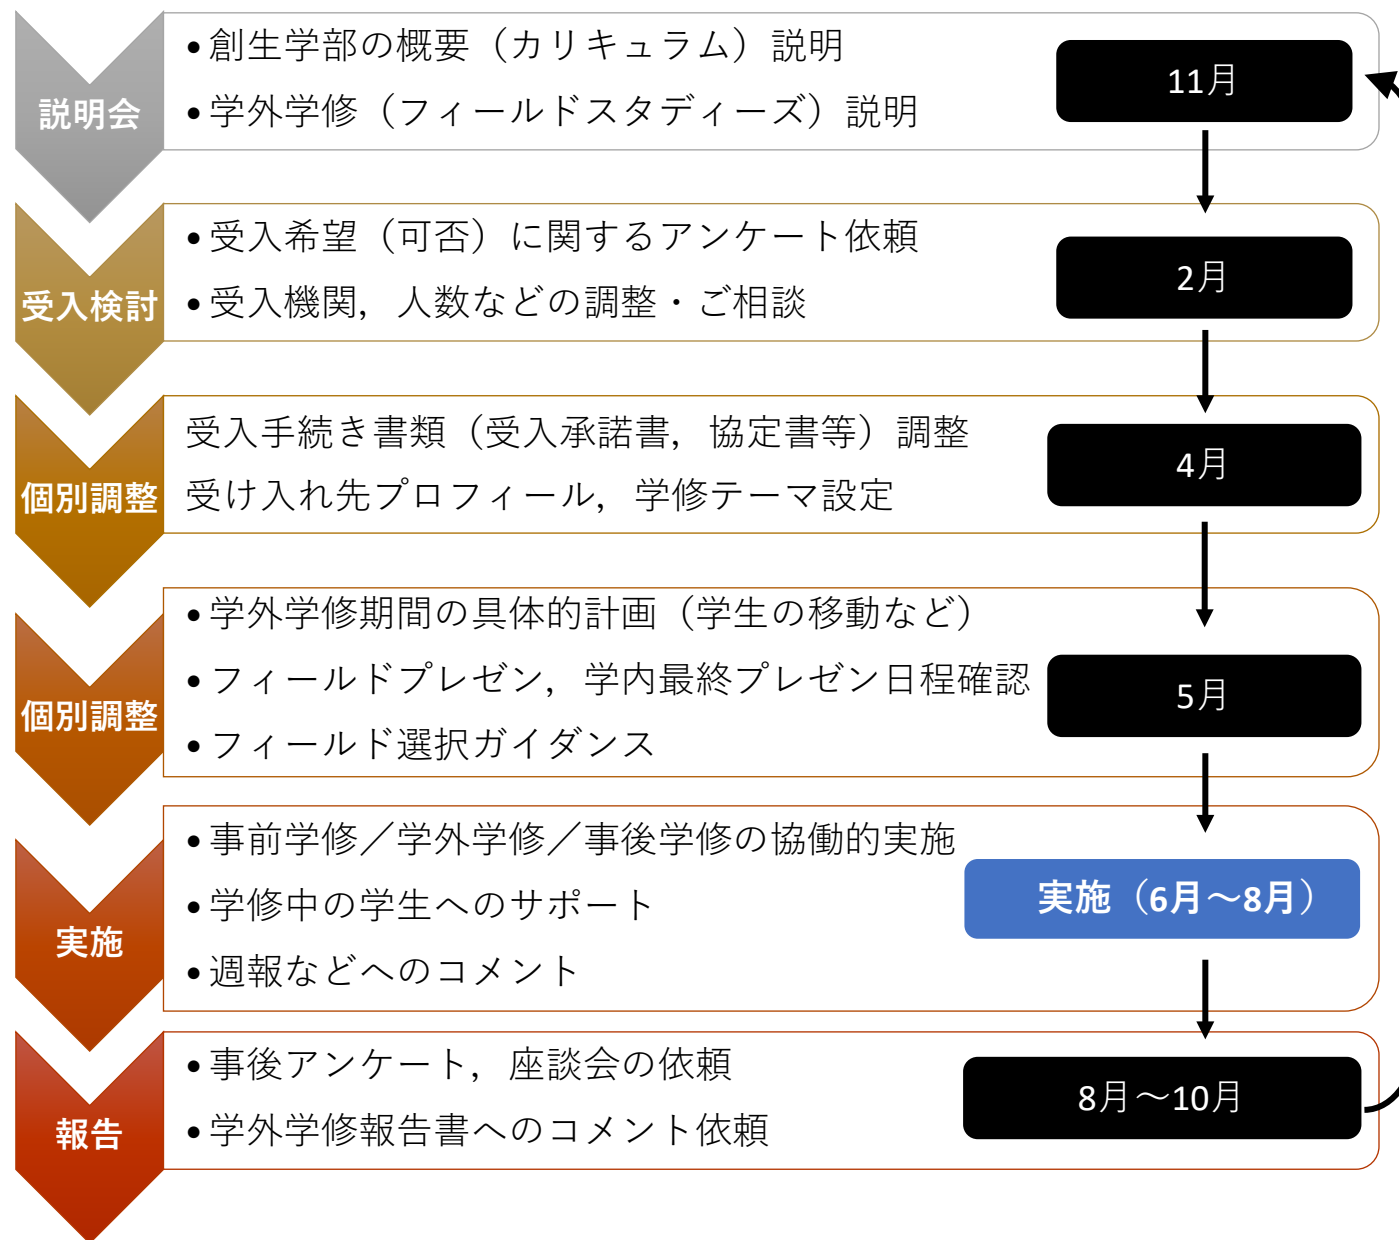 説明会
•創生学部の概要（カリキュラム）説明
•学外学修（フィールドスタディーズ）説明
11月
受入検討
•受入希望（可否）に関するアンケート依頼
•受入機関，人数などの調整・ご相談
2月
個別調整
受入手続き書類（受入承諾書，協定書等）調整
受け入れ先プロフィール，学修テーマ設定
4月
個別調整
•学外学修期間の具体的計画（学生の移動など）
•フィールドプレゼン，学内最終プレゼン日程確認
•フィールド選択ガイダンス
5月
実施
•事前学修／学外学修／事後学修の協働的実施
•学修中の学生へのサポート
•週報などへのコメント
実施（6月～8月）
報告
•事後アンケート，座談会の依頼
•学外学修報告書へのコメント依頼
8月～10月